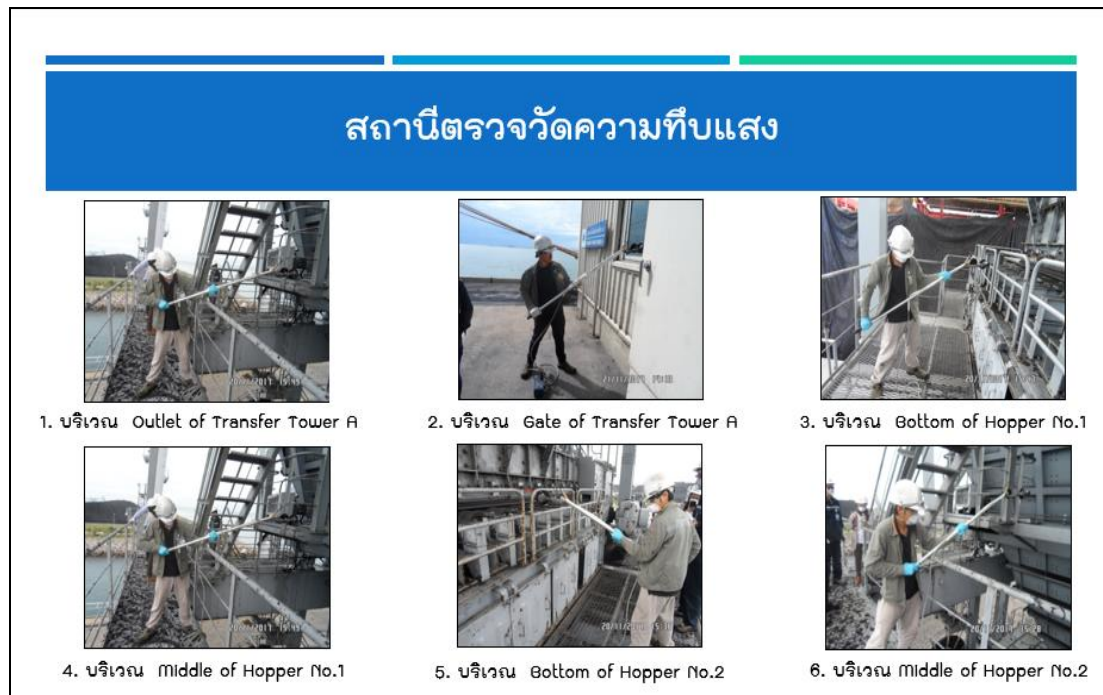 สถานีตรวจวัดความทึบแสง
1. บริเวณ Outlet of Transfer Tower A
2. บริเวณ Gate of Transfer Tower A
3. บริเวณ Bottom of Hopper No.1
4. บริเวณ Middle of Hopper No.1
5. บริเวณ Bottom of Hopper No.2
6. บริเวณ Middle of Hopper No.2